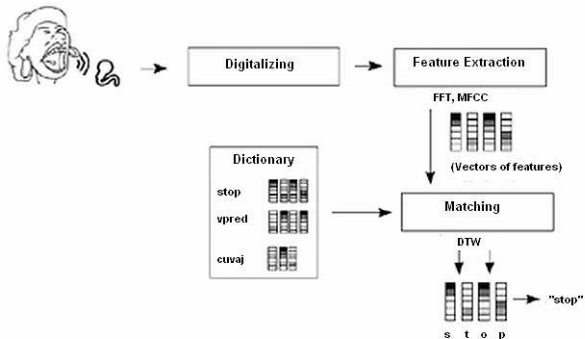 Digitalizing
Feature Extraction
FFT, MFCC
(Vectors of features)
Dictionary
stop
vpred
cuvaj
Matching
DTW
"stop"
s t o p